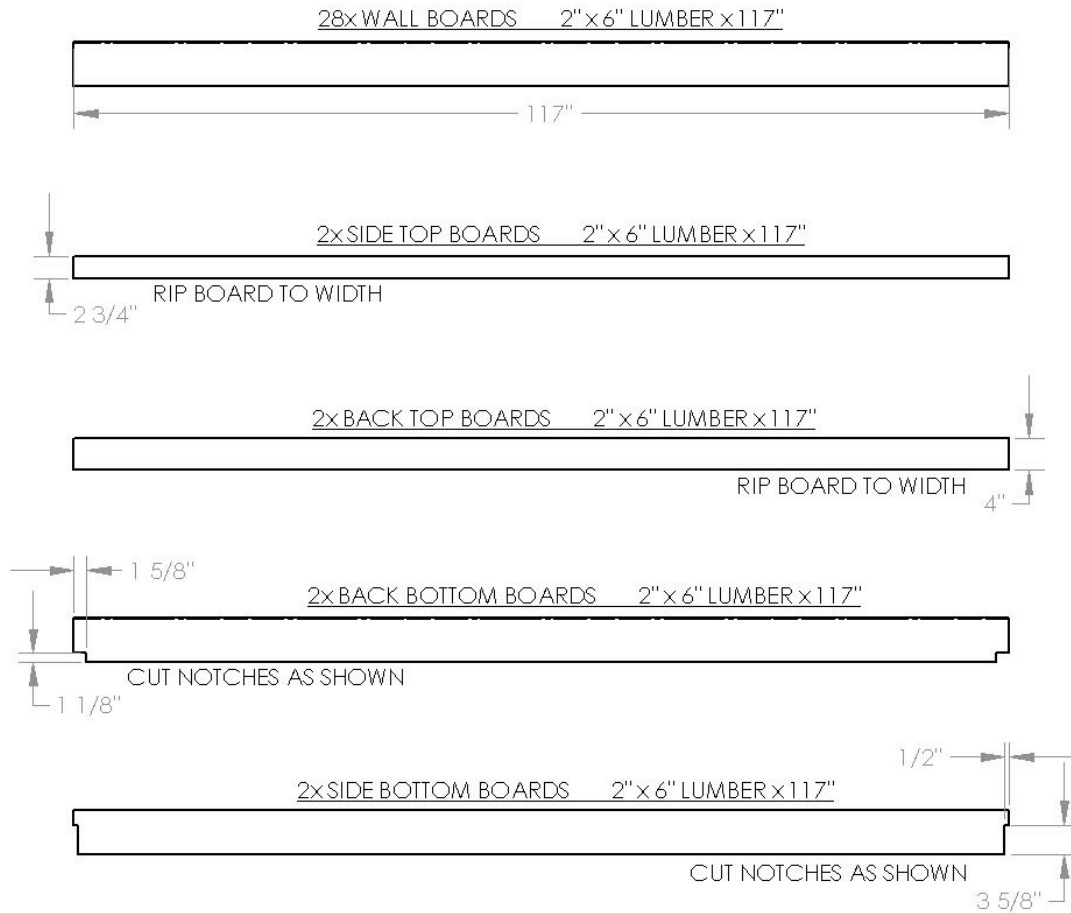 28x WALL BOARDS 2" x 6" LUMBER x 117"
117"
2x SIDE TOP BOARDS 2" x 6" LUMBER x 117"
RIP BOARD TO WIDTH
2 3/4"
2x BACK TOP BOARDS 2" x 6" LUMBER x 117"
RIP BOARD TO WIDTH
4"
1 5/8"
2x BACK BOTTOM BOARDS 2" x 6" LUMBER x 117"
CUT NOTCHES AS SHOWN
1 1/8"
1/2"
2x SIDE BOTTOM BOARDS 2" x 6" LUMBER x 117"
CUT NOTCHES AS SHOWN
3 5/8"